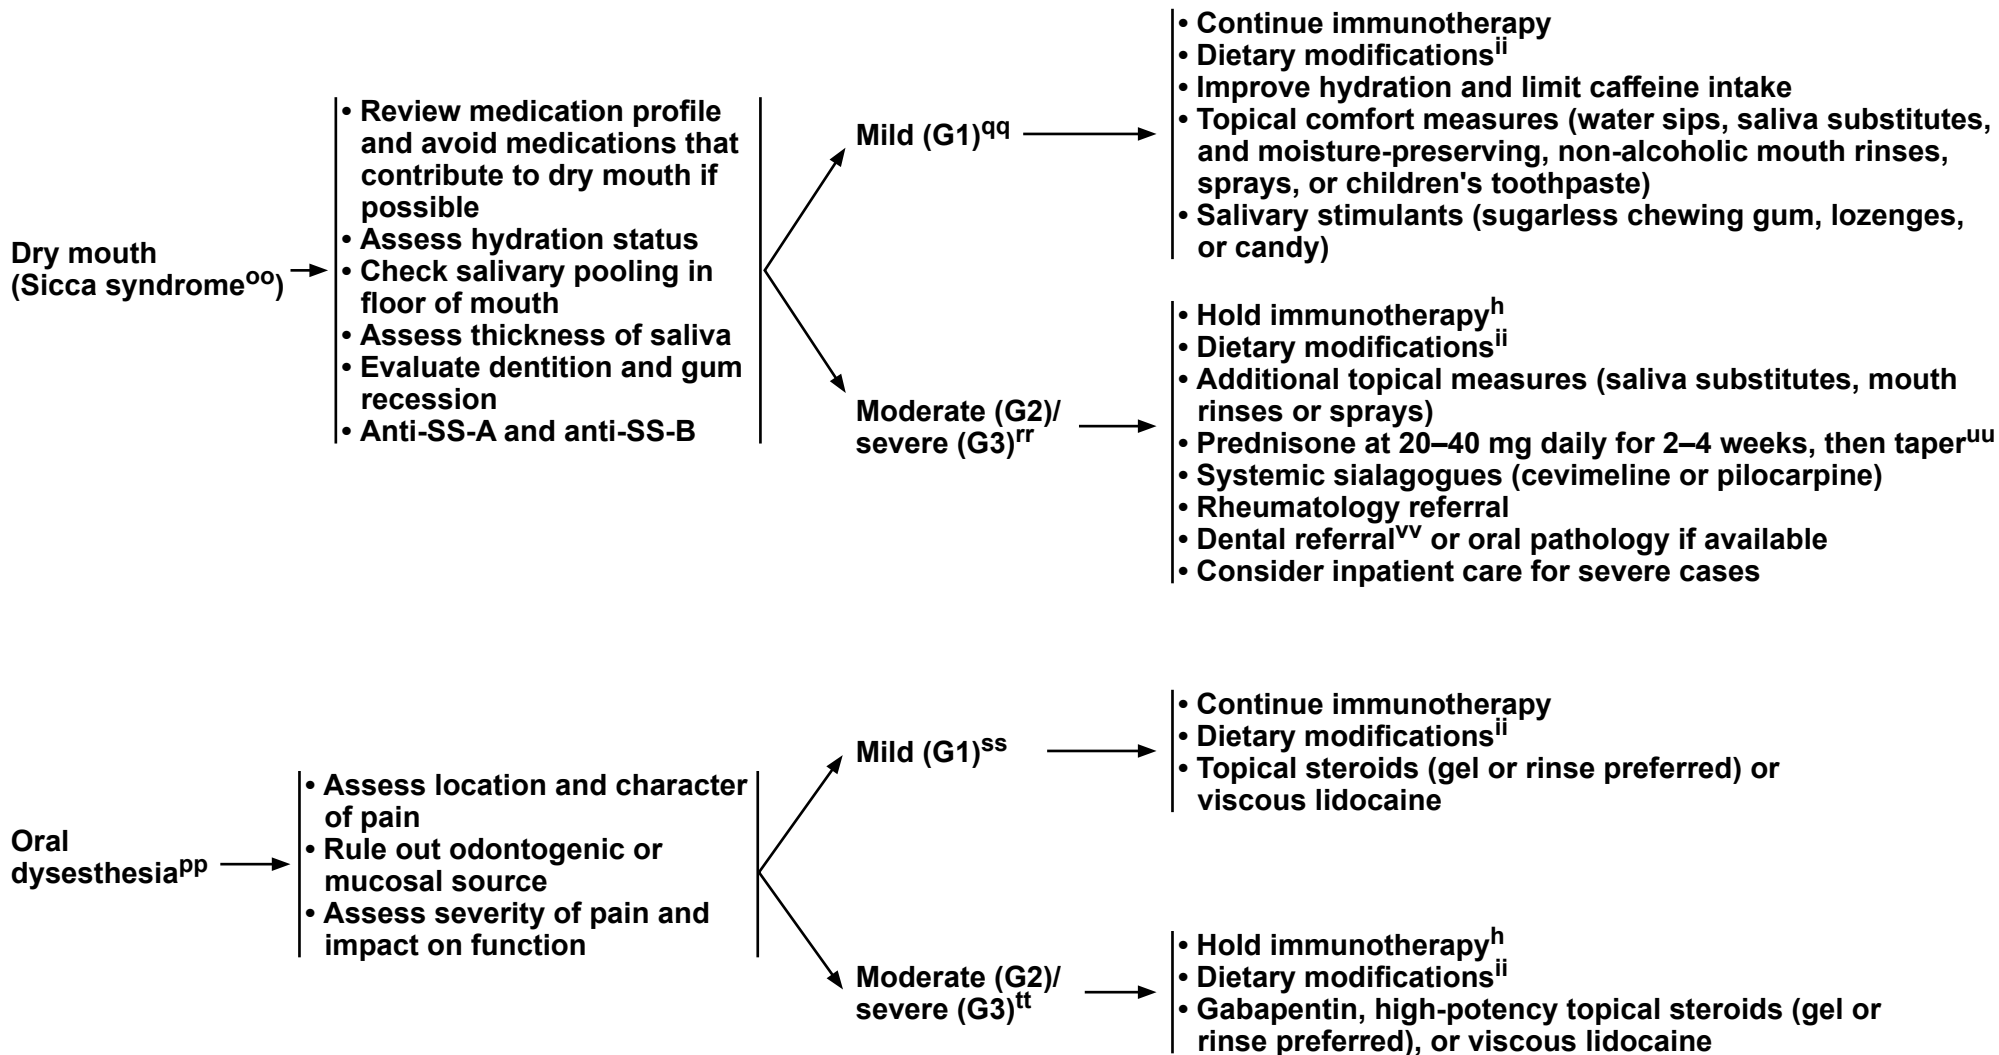 Dry mouth
(Sicca syndromeoo)
• Review medication profile
and avoid medications that
contribute to dry mouth if
possible
• Assess hydration status
• Check salivary pooling in
floor of mouth
• Assess thickness of saliva
• Evaluate dentition and gum
recession
• Anti-SS-A and anti-SS-B
Mild (G1)qq
• Continue immunotherapy
• Dietary modificationsii
• Improve hydration and limit caffeine intake
• Topical comfort measures (water sips, saliva substitutes,
and moisture-preserving, non-alcoholic mouth rinses,
sprays, or children's toothpaste)
• Salivary stimulants (sugarless chewing gum, lozenges,
or candy)
Moderate (G2)/
severe (G3)rr
• Hold immunotherapyh
• Dietary modificationsii
• Additional topical measures (saliva substitutes, mouth
rinses or sprays)
• Prednisone at 20–40 mg daily for 2–4 weeks, then taperuu
• Systemic sialagogues (cevimeline or pilocarpine)
• Rheumatology referral
• Dental referralvv or oral pathology if available
• Consider inpatient care for severe cases
Oral
dysesthesiapp
• Assess location and character
of pain
• Rule out odontogenic or
mucosal source
• Assess severity of pain and
impact on function
Mild (G1)ss
• Continue immunotherapy
• Dietary modificationsii
• Topical steroids (gel or rinse preferred) or
viscous lidocaine
Moderate (G2)/
severe (G3)tt
• Hold immunotherapyh
• Dietary modificationsii
• Gabapentin, high-potency topical steroids (gel or
rinse preferred), or viscous lidocaine